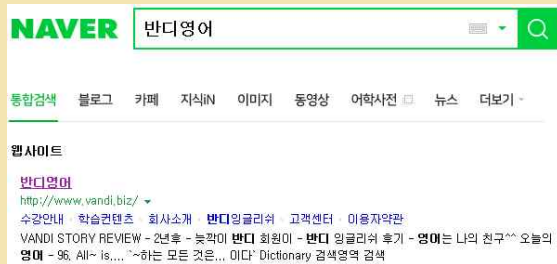 NAVER 반디영어
통합검색 블로그 카페 지식iN 이미지 동영상 어학사전 뉴스 더보기
웹사이트
반디영어
http://www.vandi.biz/
수강안내 · 학습컨텐츠 · 회사소개 · 반디잉글리쉬 · 고객센터 · 이용자약관
VANDI STORY REVIEW - 2년후 - 늦깍이 반디 회원이 - 반디 잉글리쉬 후기 - 영어는 나의 친구^^ 오늘의
영어 - 96. All~ is.... '~하는 모든 것은... 이다' Dictionary 검색영역 검색